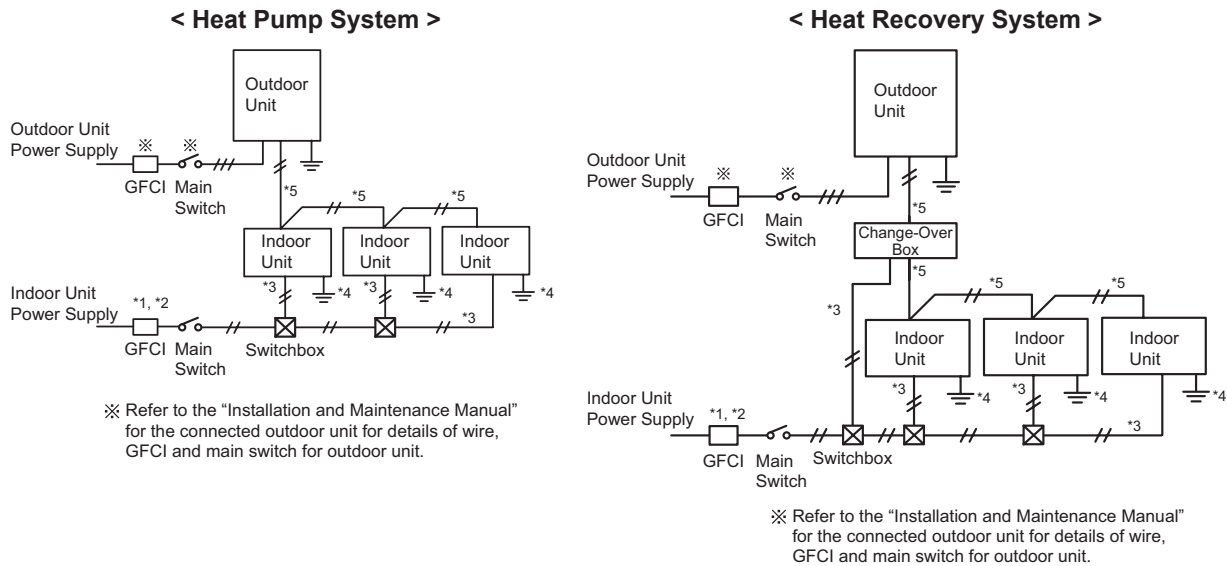 < Heat Pump System >
Outdoor
Unit
Outdoor Unit
Power Supply
※
※
GFCI
Main
Switch
*5
*5
*5
Indoor
Unit
Indoor
Unit
Indoor
Unit
*3
*4
*3
*4
*4
Indoor Unit
Power Supply
*1, *2
*3
GFCI
Main
Switch
Switchbox
※ Refer to the “Installation and Maintenance Manual”
for the connected outdoor unit for details of wire,
GFCI and main switch for outdoor unit.
< Heat Recovery System >
Outdoor
Unit
Outdoor Unit
Power Supply
※
※
GFCI
Main
Switch
*5
Change-Over
Box
*5
*5
*5
*3
Indoor
Unit
Indoor
Unit
Indoor
Unit
*3
*4
*3
*4
*4
Indoor Unit
Power Supply
*1, *2
*3
GFCI
Main
Switch
Switchbox
※ Refer to the “Installation and Maintenance Manual”
for the connected outdoor unit for details of wire,
GFCI and main switch for outdoor unit.